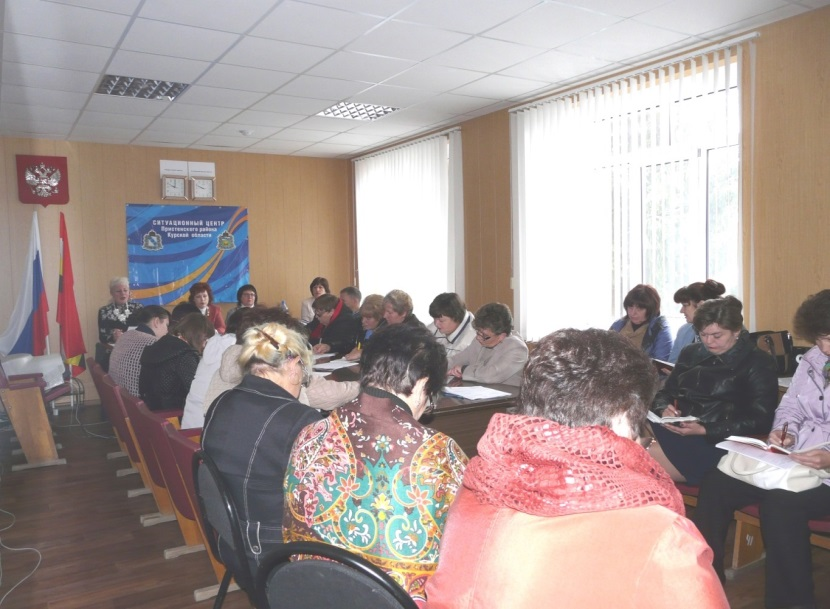 СИТУАЦИОННЫЙ ЦЕНТР
Пристенского района
Курской области